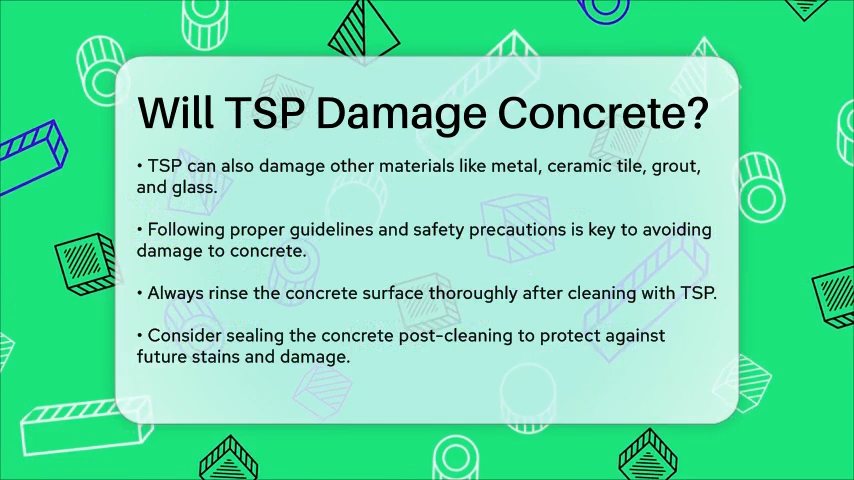 Will TSP Damage Concrete?
• TSP can also damage other materials like metal, ceramic tile, grout,
and glass.
• Following proper guidelines and safety precautions is key to avoiding
damage to concrete.
• Always rinse the concrete surface thoroughly after cleaning with TSP.
• Consider sealing the concrete post-cleaning to protect against
future stains and damage.